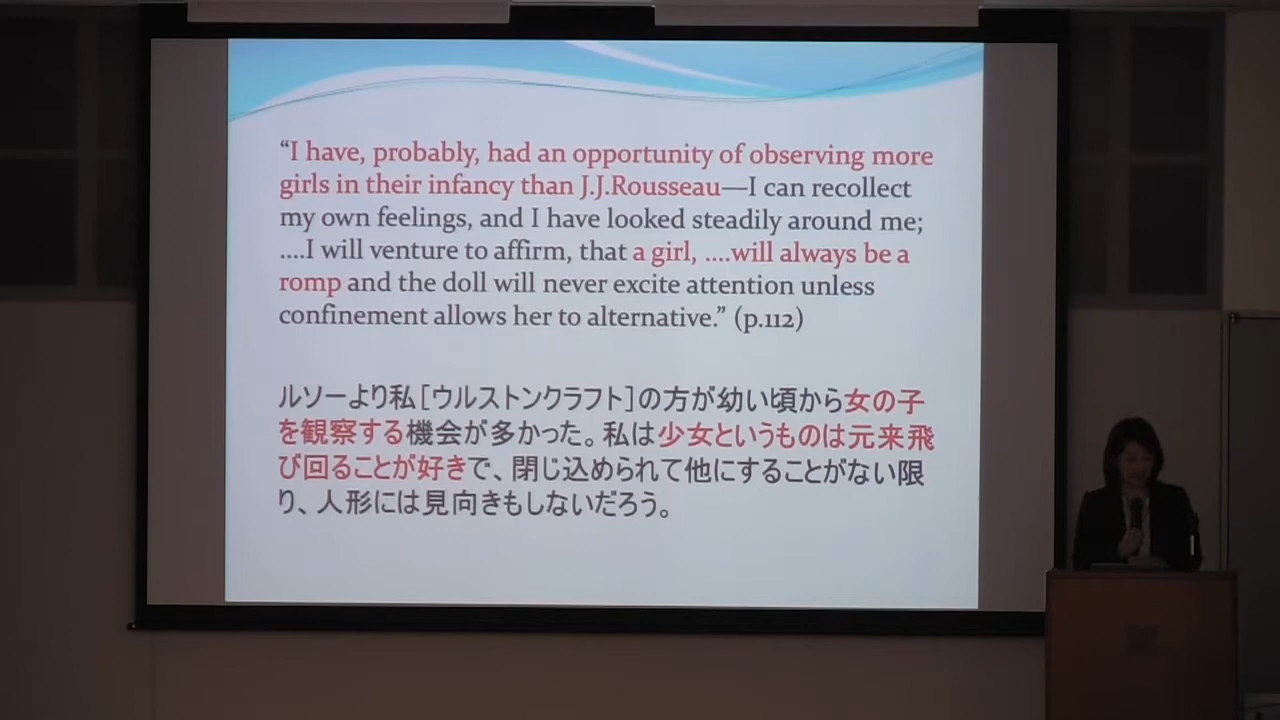 “I have, probably, had an opportunity of observing more
girls in their infancy than J.J.Rousseau—I can recollect
my own feelings, and I have looked steadily around me;
....I will venture to affirm, that a girl, ....will always be a
romp and the doll will never excite attention unless
confinement allows her to alternative.” (p.112)
ルソーより私［ウルストンクラフト］の方が幼い頃から女の子
を観察する機会が多かった。私は少女というものは元来飛
び回ることが好きで、閉じ込められて他にすることがない限
り、人形には見向きもしないだろう。